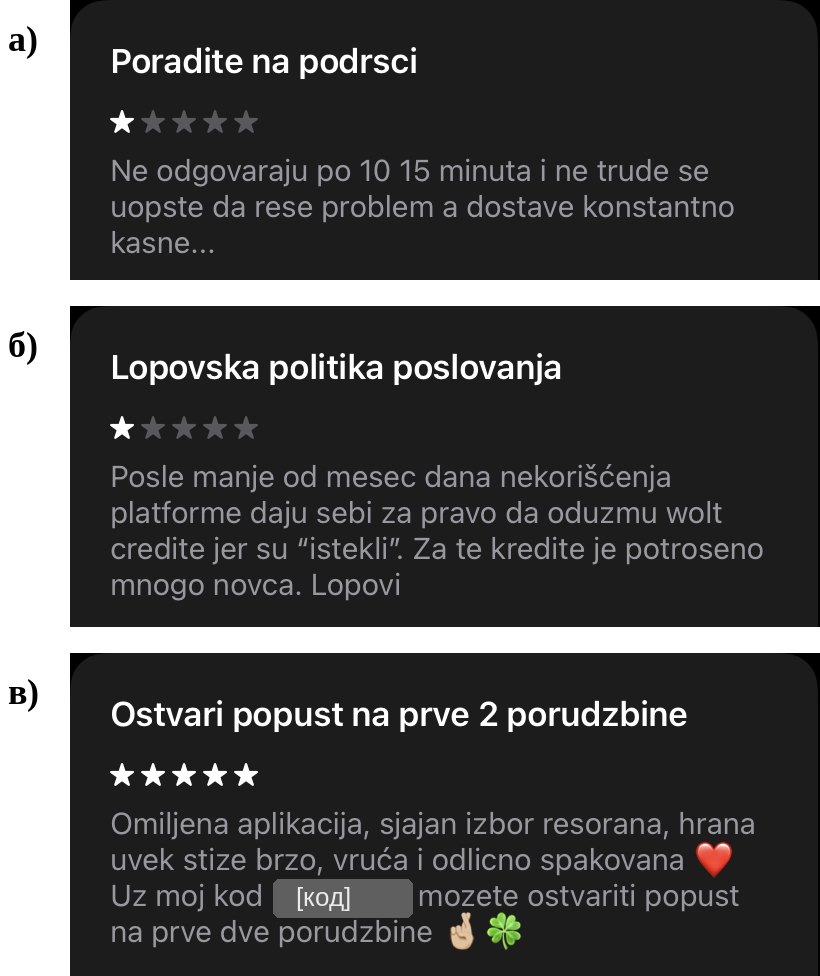 а)
Poradite na podrsci
Ne odgovaraju po 10 15 minuta i ne trude se
uopste da rese problem a dostave konstantno
kasne...
б)
Lopovska politika poslovanja
Posle manje od mesec dana nekorišćenja
platforme daju sebi za pravo da oduzmu wolt
credite jer su “istekli”. Za te kredite je potroseno
mnogo novca. Lopovi
в)
Ostvari popust na prve 2 porudzbine
Omiljena aplikacija, sjajan izbor resorana, hrana
uvek stize brzo, vruća i odlicno spakovana ❤️
Uz moj kod [код] mozete ostvariti popust
na prve dve porudzbine 🤞🏼🍀